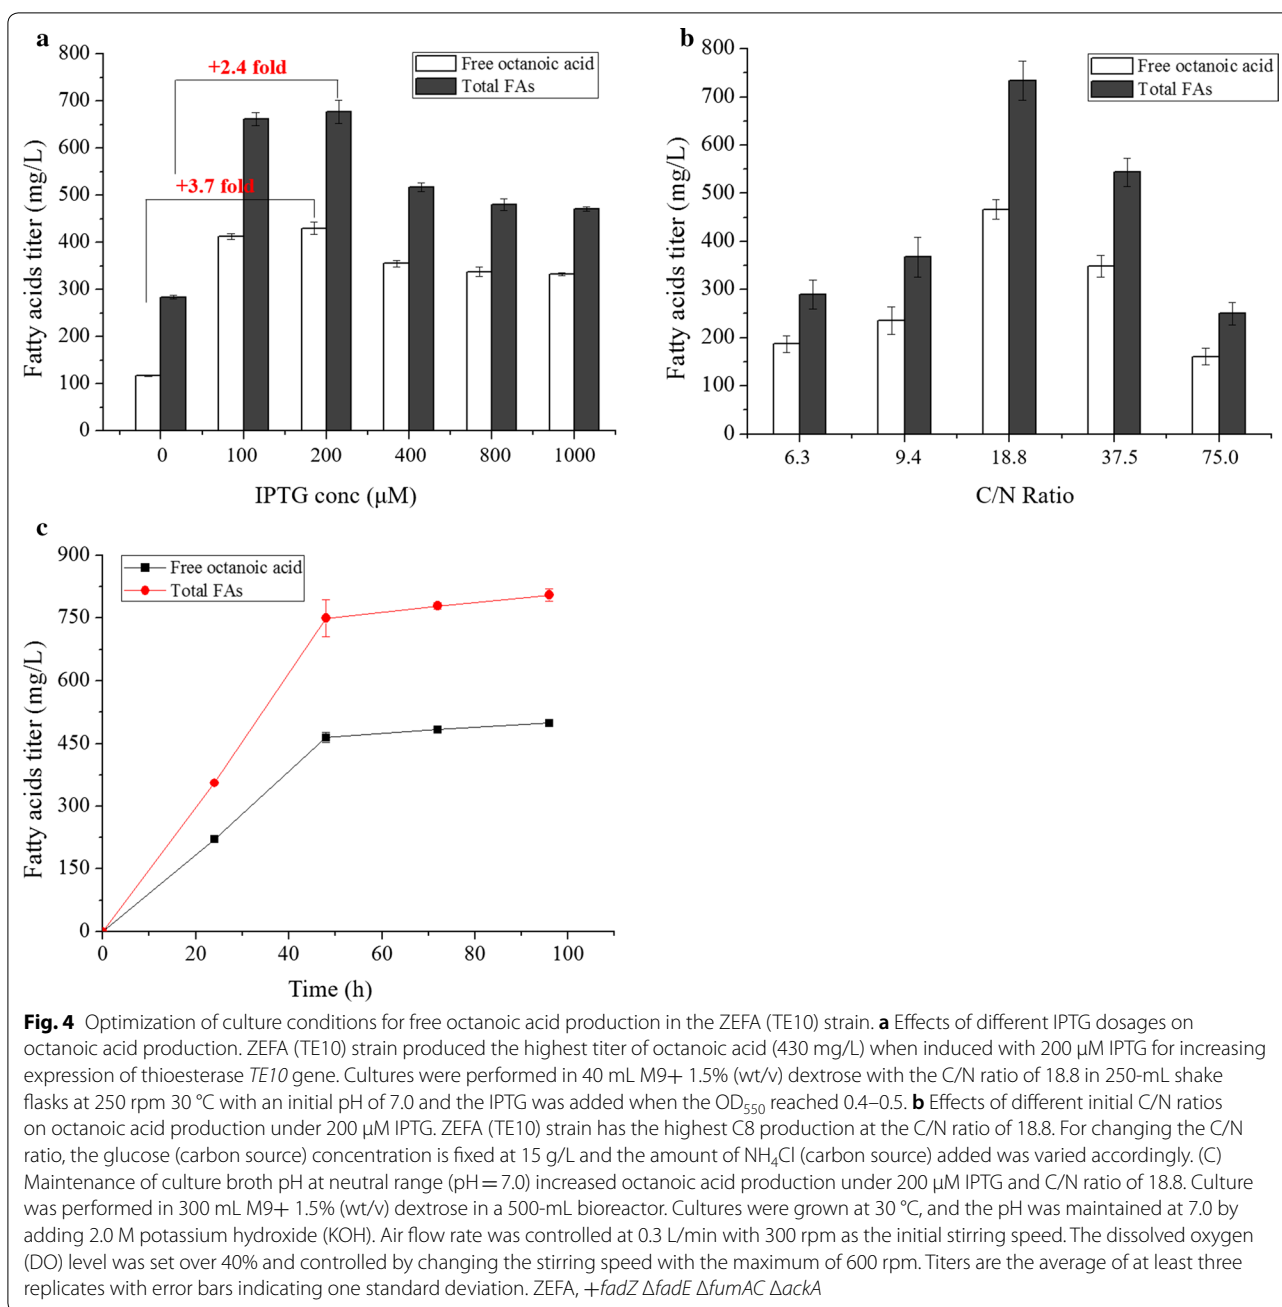 a
800
700
600
500
400
300
200
100
0
Fatty acids titer (mg/L)
+2.4 fold
+3.7 fold
Free octanoic acid
Total FAs
0 100 200 400 800 1000
IPTG conc (μM)
b
800
700
600
500
400
300
200
100
0
Fatty acids titer (mg/L)
Free octanoic acid
Total FAs
6.3 9.4 18.8 37.5 75.0
C/N Ratio
c
900
750
600
450
300
150
0
Fatty acids titer (mg/L)
Free octanoic acid
Total FAs
0 20 40 60 80 100
Time (h)
Fig. 4 Optimization of culture conditions for free octanoic acid production in the ZEFA (TE10) strain. a Effects of different IPTG dosages on
octanoic acid production. ZEFA (TE10) strain produced the highest titer of octanoic acid (430 mg/L) when induced with 200 μM IPTG for increasing
expression of thioesterase TE10 gene. Cultures were performed in 40 mL M9+ 1.5% (wt/v) dextrose with the C/N ratio of 18.8 in 250-mL shake
flasks at 250 rpm 30 °C with an initial pH of 7.0 and the IPTG was added when the OD550 reached 0.4–0.5. b Effects of different initial C/N ratios
on octanoic acid production under 200 μM IPTG. ZEFA (TE10) strain has the highest C8 production at the C/N ratio of 18.8. For changing the C/N
ratio, the glucose (carbon source) concentration is fixed at 15 g/L and the amount of NH4Cl (carbon source) added was varied accordingly. (C)
Maintenance of culture broth pH at neutral range (pH = 7.0) increased octanoic acid production under 200 μM IPTG and C/N ratio of 18.8. Culture
was performed in 300 mL M9+ 1.5% (wt/v) dextrose in a 500-mL bioreactor. Cultures were grown at 30 °C, and the pH was maintained at 7.0 by
adding 2.0 M potassium hydroxide (KOH). Air flow rate was controlled at 0.3 L/min with 300 rpm as the initial stirring speed. The dissolved oxygen
(DO) level was set over 40% and controlled by changing the stirring speed with the maximum of 600 rpm. Titers are the average of at least three
replicates with error bars indicating one standard deviation. ZEFA, +fadZ ΔfadE ΔfumAC ΔackA